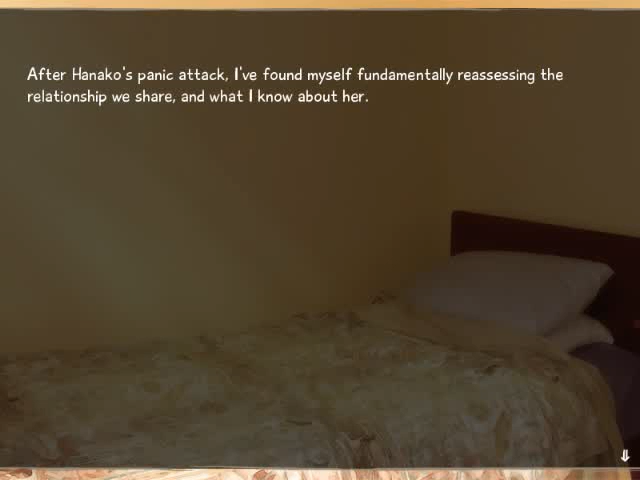 After Hanako's panic attack, I've found myself fundamentally reassessing the
relationship we share, and what I know about her.